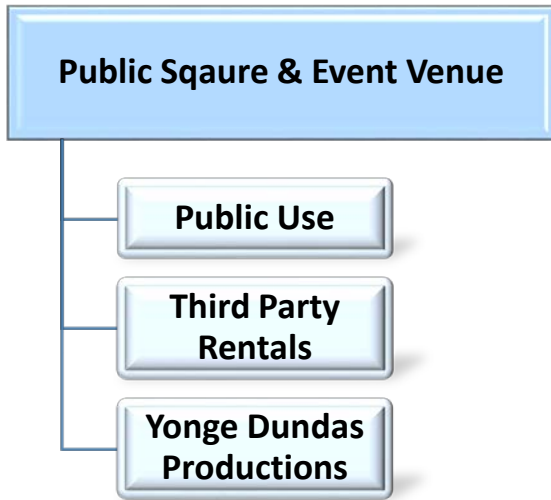 Public Sqaure & Event Venue
Public Use
Third Party
Rentals
Yonge Dundas
Productions